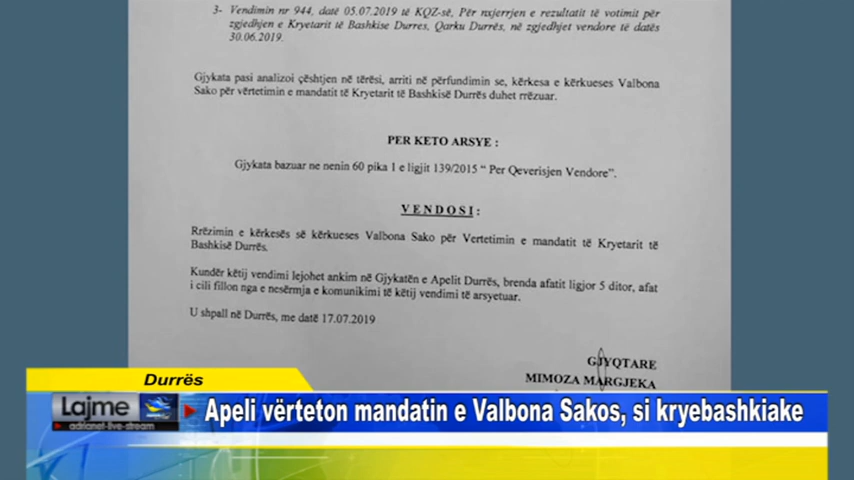 3- Vendimin nr 944, datë 05.07.2019 të KQZ-së, Për nxjerrjen e rezultatit të votimit për
zgjedhjen e Kryetarit të Bashkise Durres, Qarku Durrës, në zgjedhjet vendore të datës
30.06.2019.
Gjykata pasi analizoi çështjen në tërësi, arriti në përfundimin se, kërkesa e kërkueses Valbona
Sako për vërtetimin e mandatit të Kryetarit të Bashkisë Durrës duhet rrëzuar.
PER KETO ARSYE :
Gjykata bazuar ne nenin 60 pika 1 e ligjit 139/2015 “ Per Qeverisjen Vendore”.
V E N D O S I :
Rrëzimin e kërkesës së kërkueses Valbona Sako për Vertetimin e mandatit të Kryetarit të
Bashkisë Durrës.
Kundër këtij vendimi lejohet ankim në Gjykatën e Apelit Durrës, brenda afatit ligjor 5 ditor, afat
i cili fillon nga e nesërmja e komunikimi të këtij vendimi të arsyetuar.
U shpall në Durrës, me datë 17.07.2019
GJYQTARE
MIMOZA MARGJEKA
Durrës
Lajme
adrianet-live-stream
Apeli vërteton mandatin e Valbona Sakos, si kryebashkiake